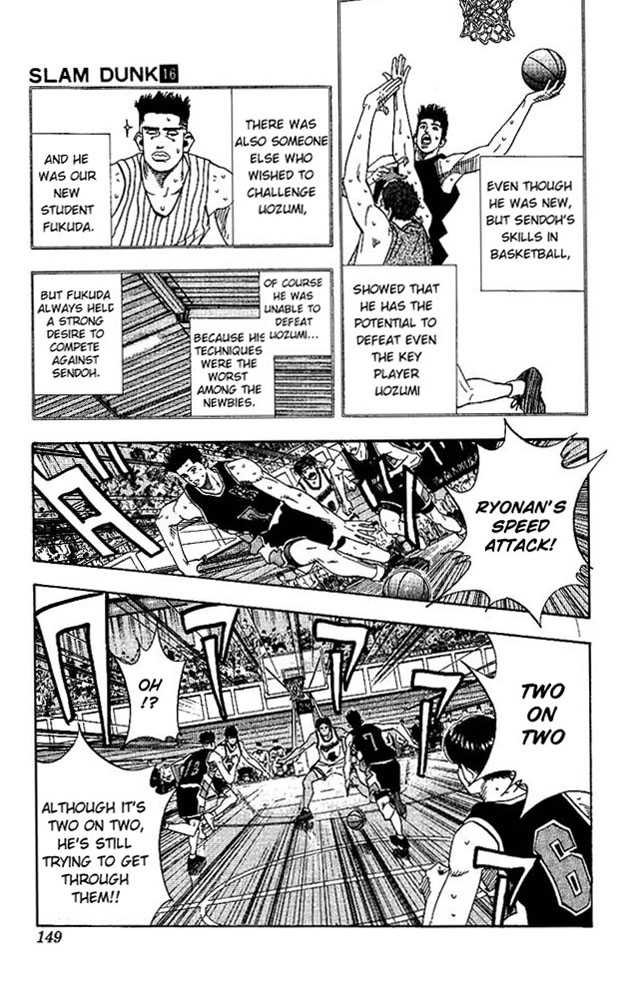 SLAM DUNK 16
EVEN THOUGH
HE WAS NEW,
BUT SENDOH'S
SKILLS IN
BASKETBALL,
SHOWED THAT
HE HAS THE
POTENTIAL TO
DEFEAT EVEN
THE KEY
PLAYER
UOZUMI
THERE WAS
ALSO SOMEONE
ELSE WHO
WISHED TO
CHALLENGE
UOZUMI,
AND HE
WAS OUR
NEW
STUDENT
FUKUDA.
OF COURSE
HE WAS
UNABLE TO
DEFEAT
UOZUMI...
BECAUSE HIS
TECHNIQUES
WERE THE
WORST
AMONG THE
NEWBIES.
BUT FUKUDA
ALWAYS HELD
A STRONG
DESIRE TO
COMPETE
AGAINST
SENDOH.
RYONAN'S
SPEED
ATTACK!
7
TWO
ON
TWO
OH
!?
7
6
ALTHOUGH IT'S
TWO ON TWO,
HE'S STILL
TRYING TO GET
THROUGH
THEM!!
149